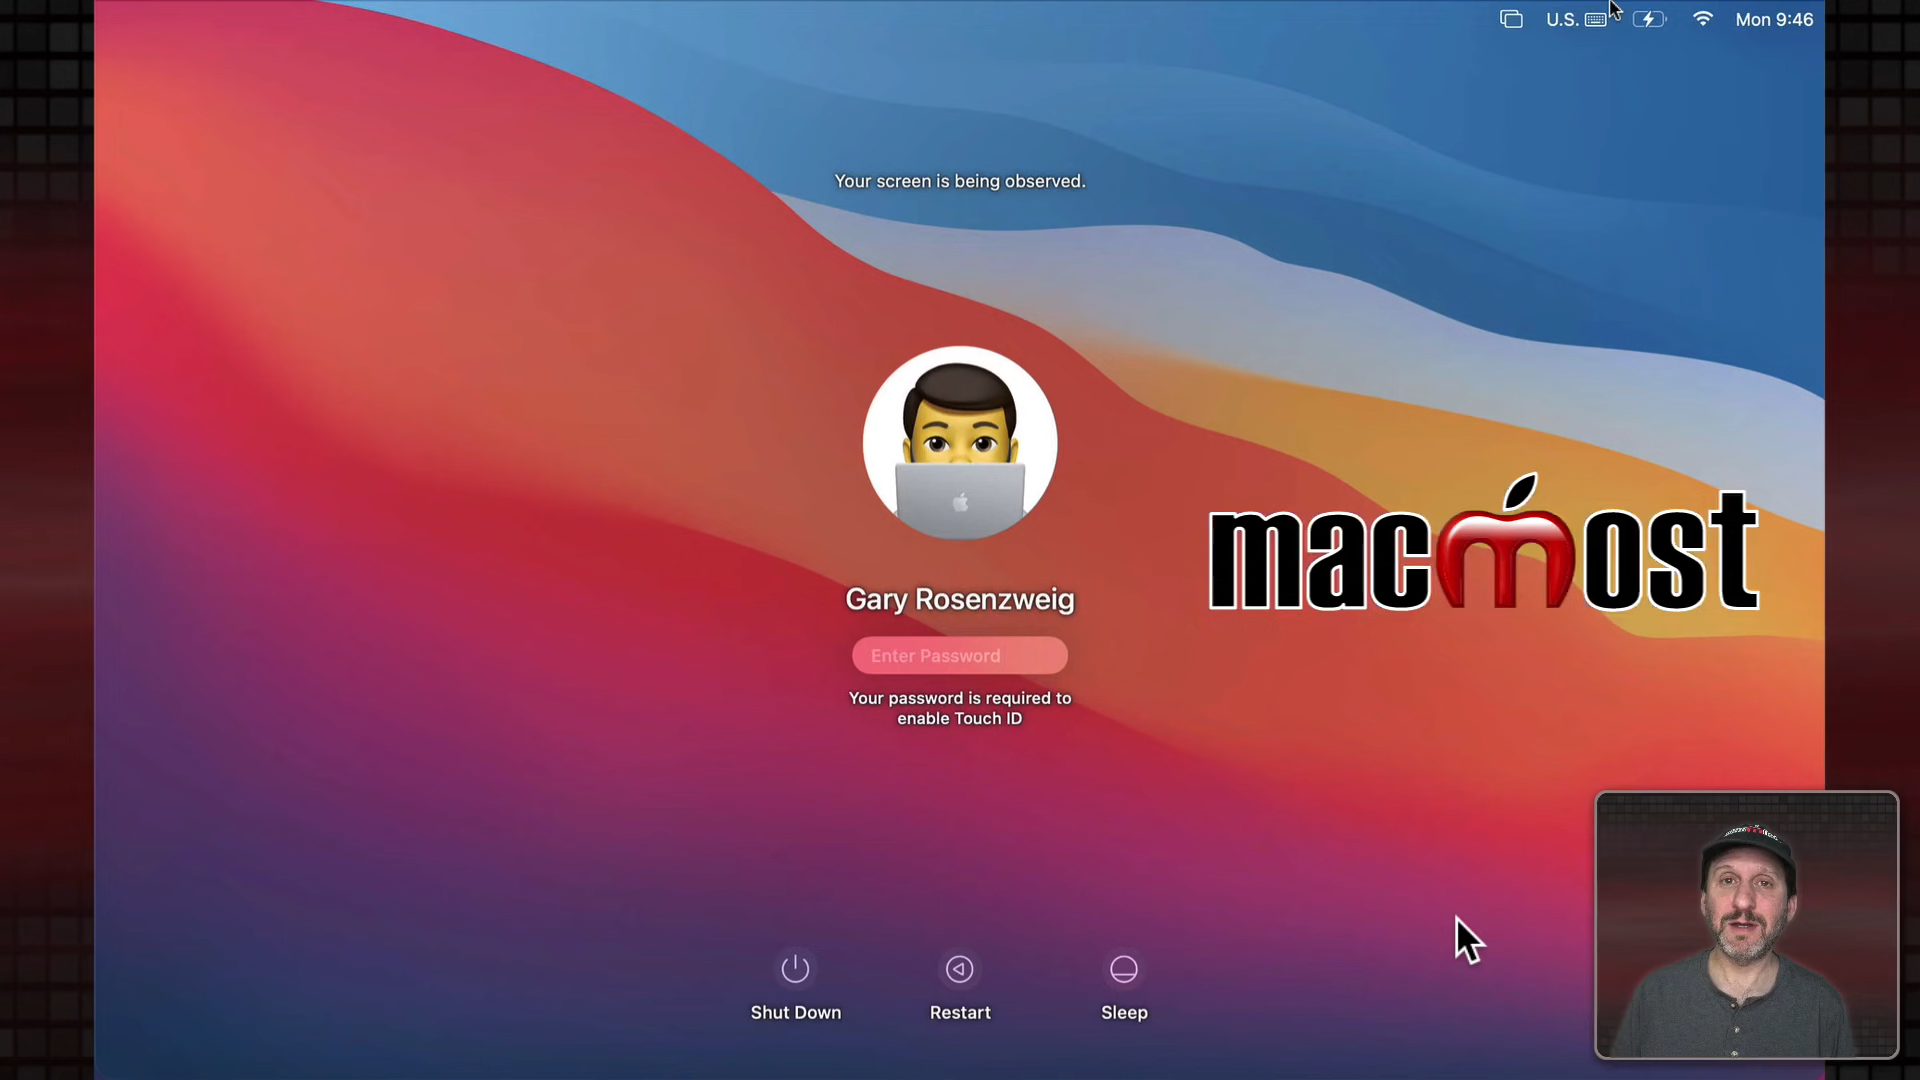 U.S.
Mon 9:46
Your screen is being observed.
Gary Rosenzweig
Enter Password
Your password is required to
enable Touch ID
macmost
Shut Down
Restart
Sleep